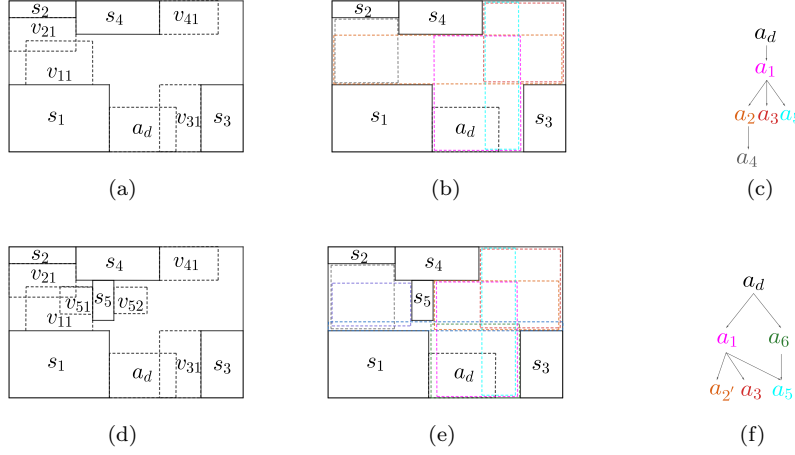 s2 s4 v41
v21
v11
s1 ad v31 s3
(a)
s2 s4
s1 ad s3
(b)
ad
a1
a2 a3
a4
(c)
s2 s4 v41
v21
v51 s5 v52
v11
s1 ad v31 s3
(d)
s2 s4
s5
s1 ad s3
(e)
ad
a1 a6
a2' a3 a5
(f)